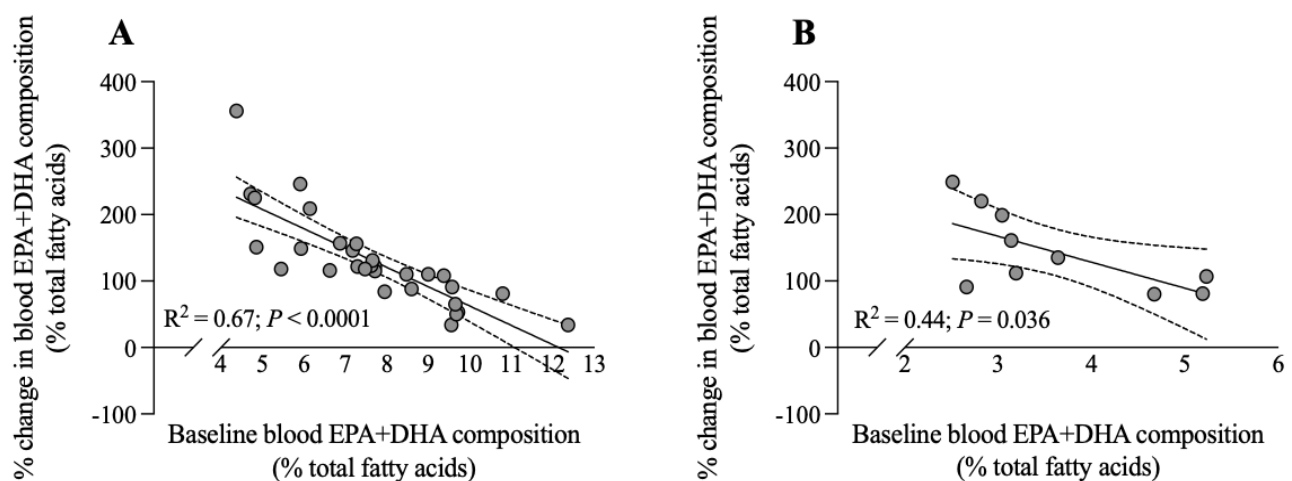 A
% change in blood EPA+DHA composition
(% total fatty acids)
400
300
200
100
0
-100
R² = 0.67; P < 0.0001
4 5 6 7 8 9 10 11 12 13
Baseline blood EPA+DHA composition
(% total fatty acids)
B
% change in blood EPA+DHA composition
(% total fatty acids)
400
300
200
100
0
-100
R² = 0.44; P = 0.036
2 3 4 5 6
Baseline blood EPA+DHA composition
(% total fatty acids)